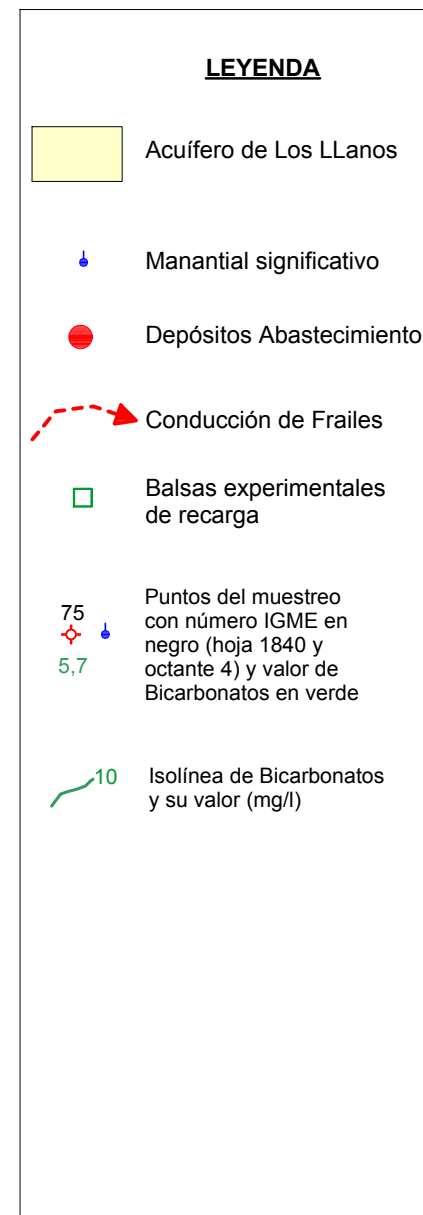 LEYENDA
Acuífero de Los LLanos
Manantial significativo
Depósitos Abastecimiento
Conducción de Frailes
Balsas experimentales
de recarga
75
5,7
Puntos del muestreo
con número IGME en
negro (hoja 1840 y
octante 4) y valor de
Bicarbonatos en verde
10
Isolínea de Bicarbonatos
y su valor (mg/l)